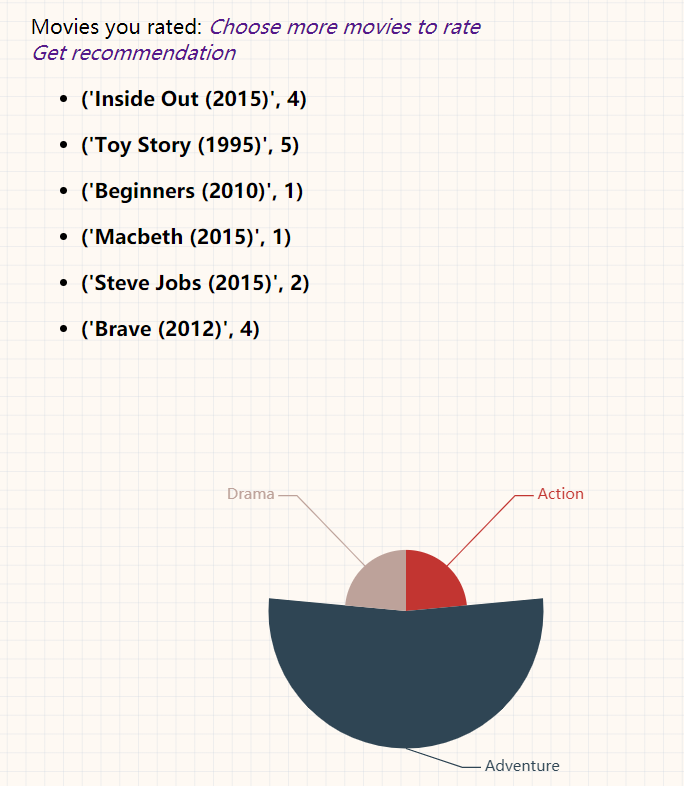 Movies you rated: Choose more movies to rate
Get recommendation
('Inside Out (2015)', 4)
('Toy Story (1995)', 5)
('Beginners (2010)', 1)
('Macbeth (2015)', 1)
('Steve Jobs (2015)', 2)
('Brave (2012)', 4)
Drama
Action
Adventure